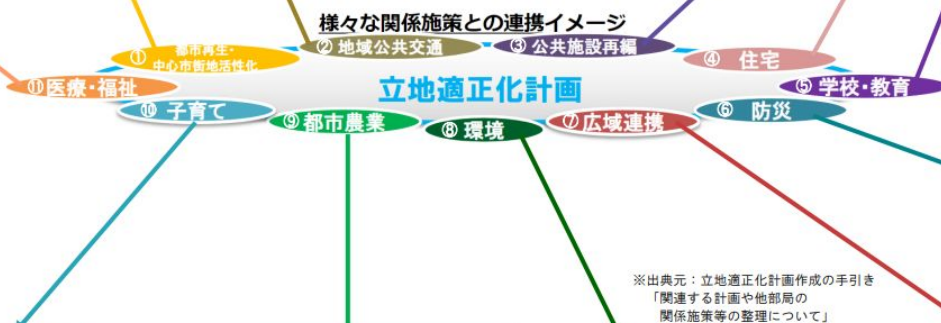 様々な関係施策との連携イメージ
① 都市再生・
中心市街地活性化
② 地域公共交通
③ 公共施設再編
④ 住宅
⑪医療・福祉
立地適正化計画
⑤ 学校・教育
⑩ 子育て
⑨都市農業
⑧ 環境
⑦広域連携
⑥ 防災
※出典元：立地適正化計画作成の手引き
「関連する計画や他部局の
関係施策等の整理について」